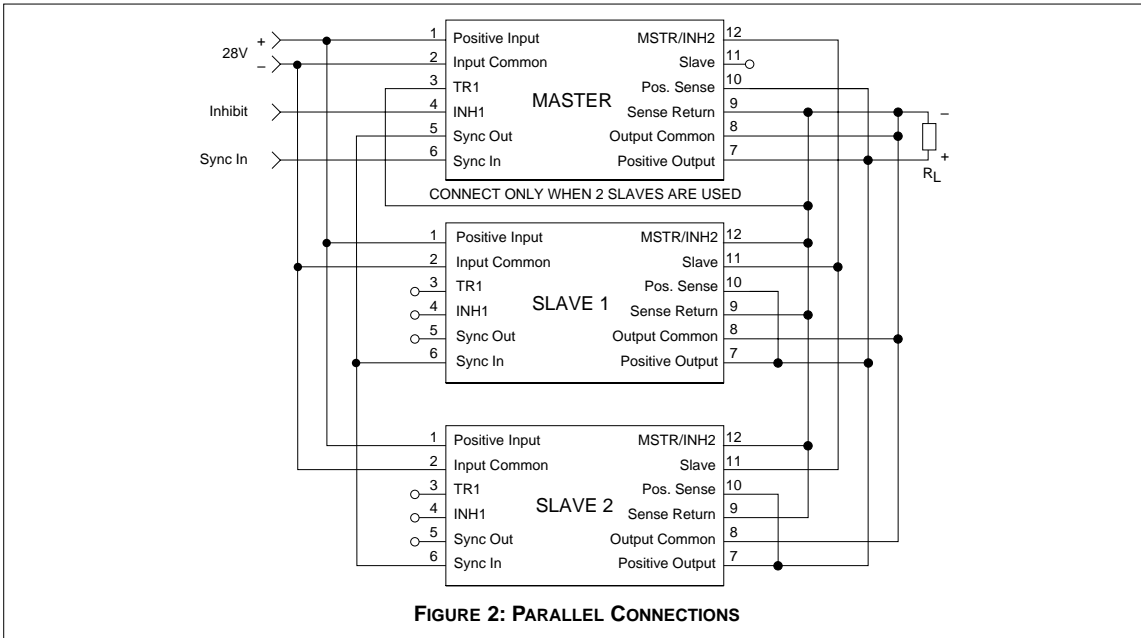 28V
+
–
Inhibit
Sync In
1 Positive Input MSTR/INH2 12
2 Input Common Slave 11
3 TR1 Pos. Sense 10
MASTER
4 INH1 Sense Return 9
5 Sync Out Output Common 8
6 Sync In Positive Output 7
–
+
RL
CONNECT ONLY WHEN 2 SLAVES ARE USED
1 Positive Input MSTR/INH2 12
2 Input Common Slave 11
3 TR1 Pos. Sense 10
SLAVE 1
4 INH1 Sense Return 9
5 Sync Out Output Common 8
6 Sync In Positive Output 7
1 Positive Input MSTR/INH2 12
2 Input Common Slave 11
3 TR1 Pos. Sense 10
SLAVE 2
4 INH1 Sense Return 9
5 Sync Out Output Common 8
6 Sync In Positive Output 7
FIGURE 2: PARALLEL CONNECTIONS